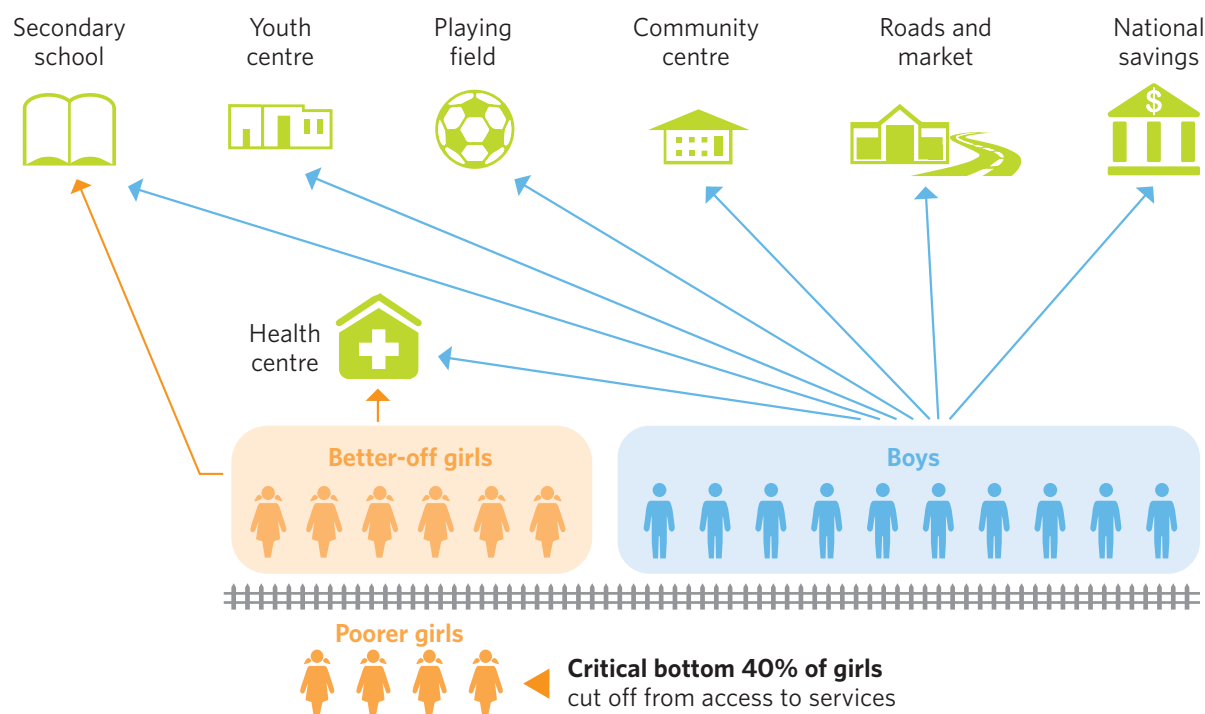 Secondary
school
Youth
centre
Playing
field
Community
centre
Roads and
market
National
savings
$
Health
centre
Better-off girls
Boys
Poorer girls
Critical bottom 40% of girls
cut off from access to services